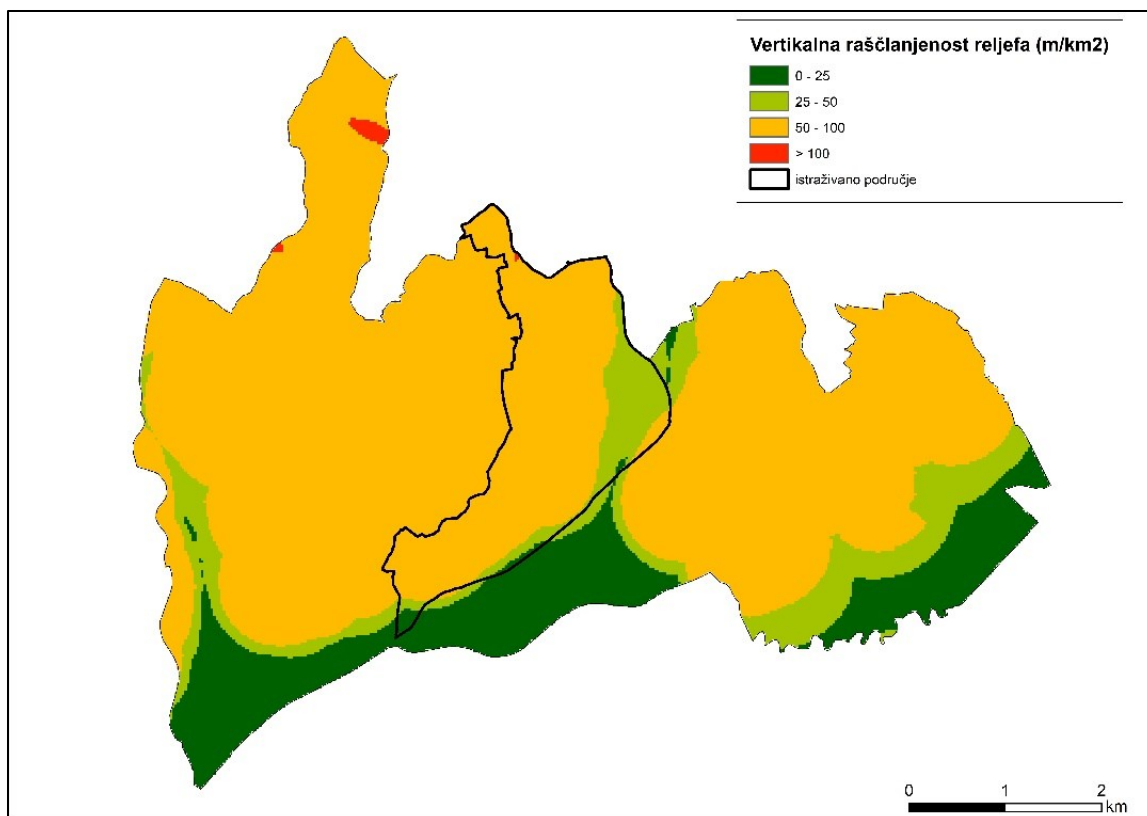 Vertikalna raščlanjenost reljefa (m/km2)
0 - 25
25 - 50
50 - 100
> 100
istraživano područje
0 1 2
km